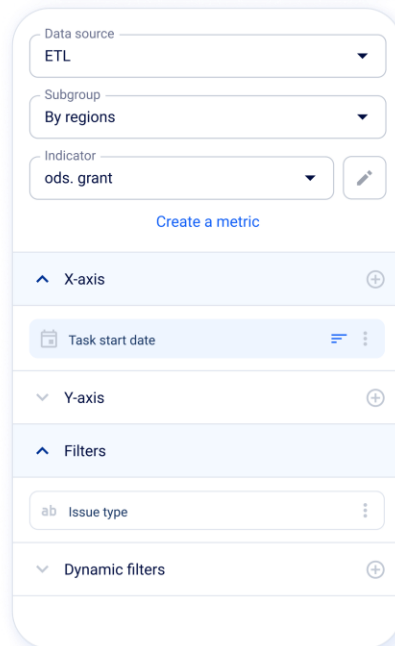 Data source
ETL
Subgroup
By regions
Indicator
ods. grant
Create a metric
X-axis
Task start date
Y-axis
Filters
ab Issue type
Dynamic filters